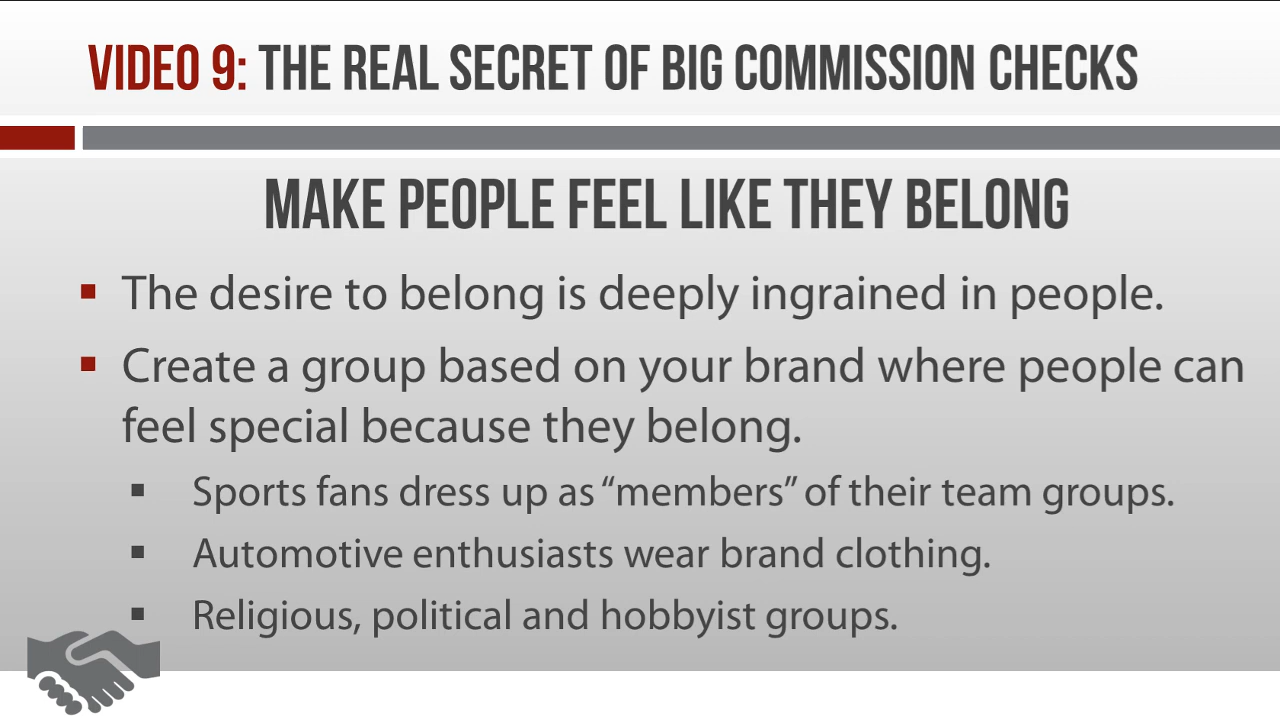 VIDEO 9: THE REAL SECRET OF BIG COMMISSION CHECKS
MAKE PEOPLE FEEL LIKE THEY BELONG
▪ The desire to belong is deeply ingrained in people.
▪ Create a group based on your brand where people can
feel special because they belong.
▪ Sports fans dress up as “members” of their team groups.
▪ Automotive enthusiasts wear brand clothing.
▪ Religious, political and hobbyist groups.